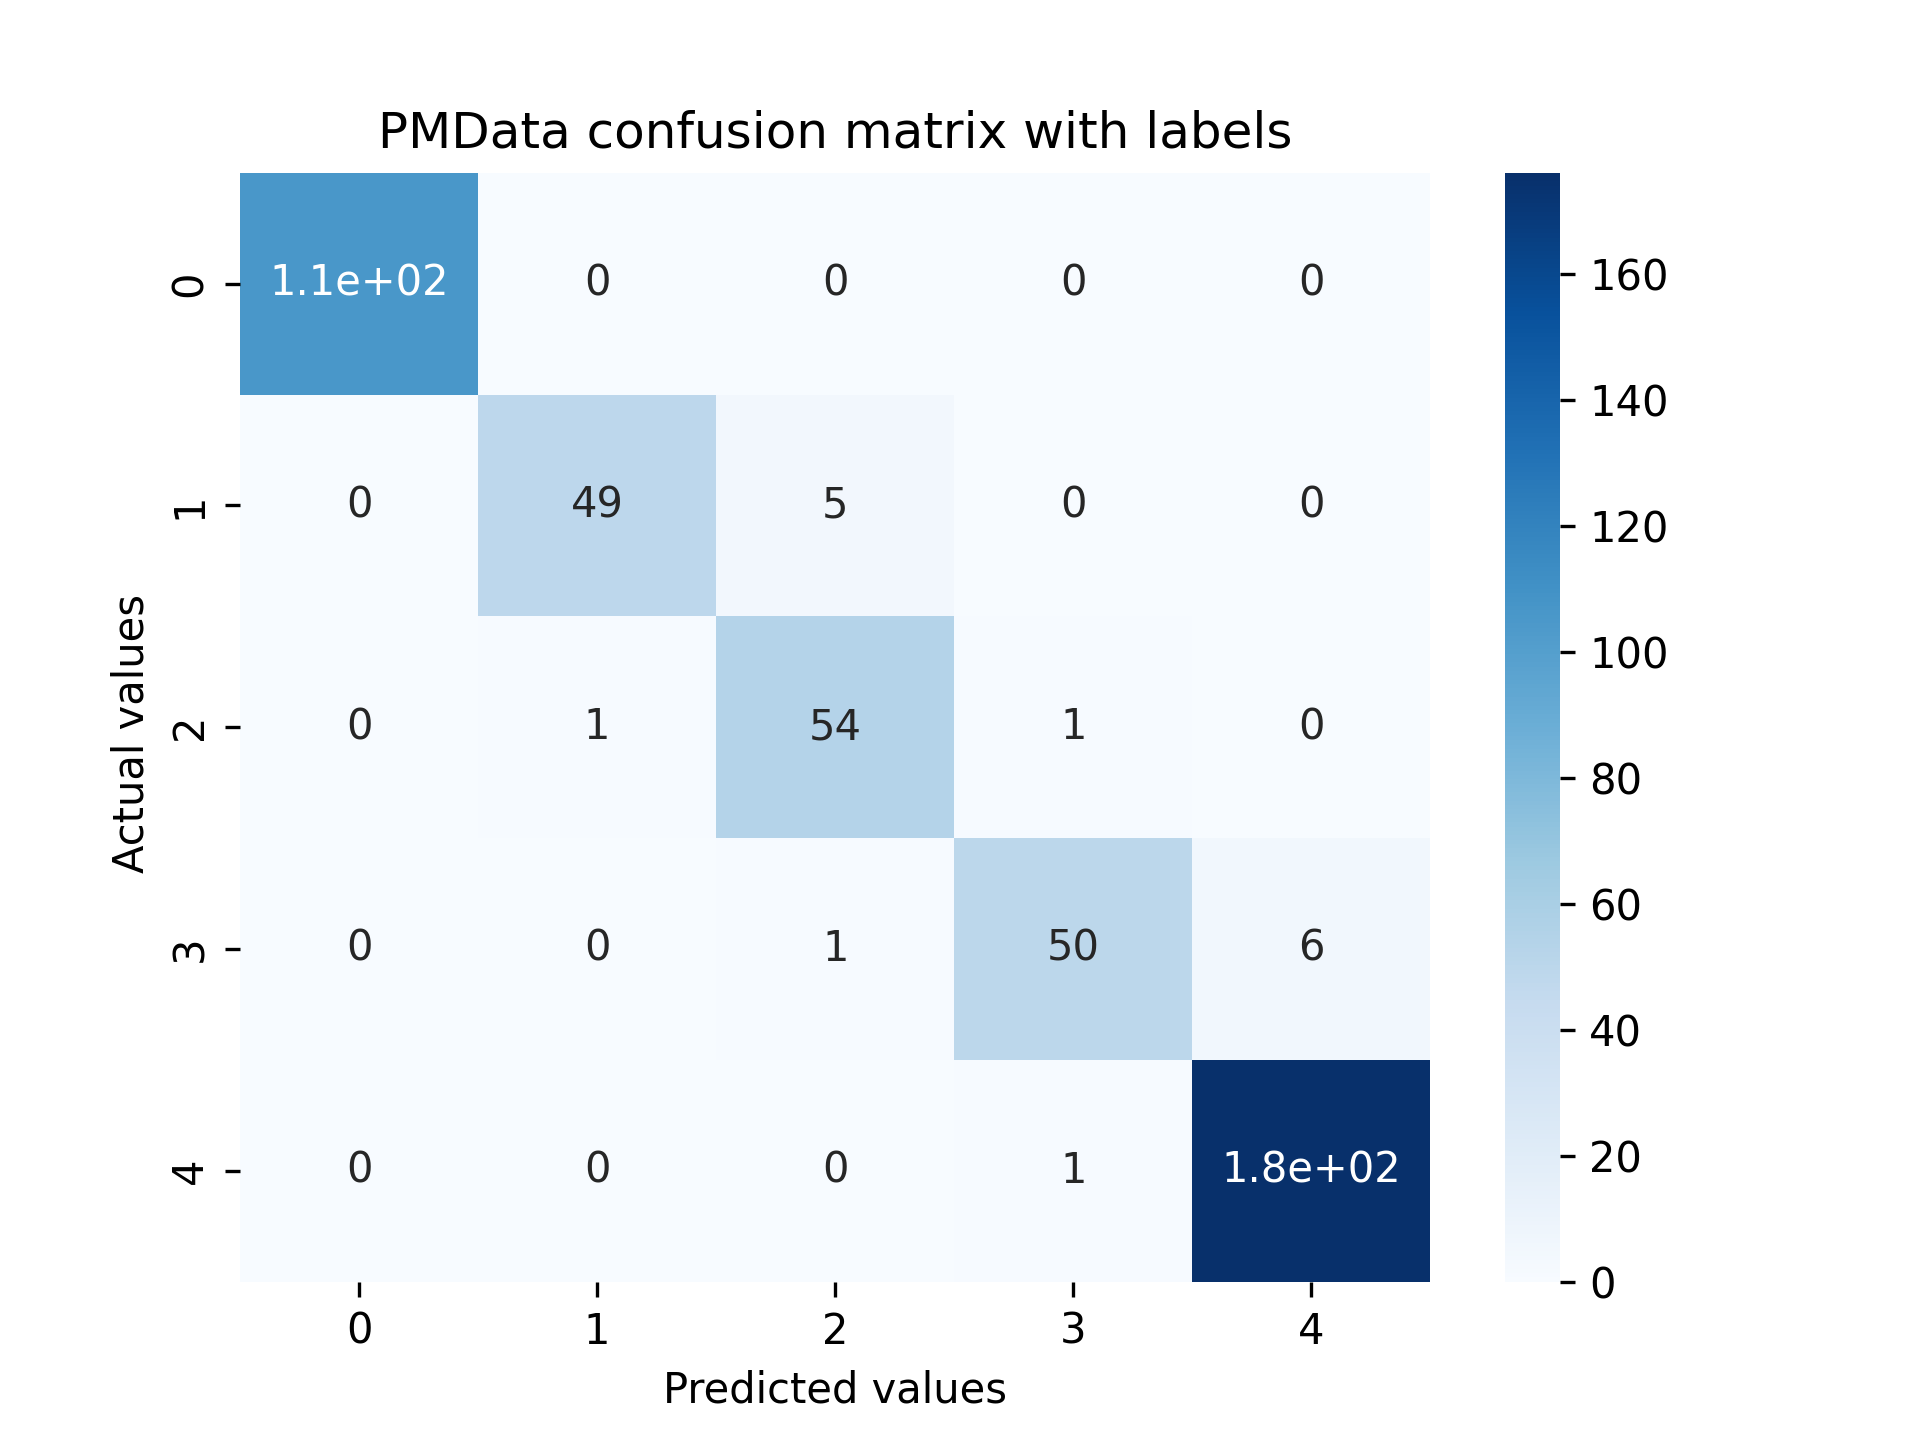 PMData confusion matrix with labels
0 1.1e+02 0 0 0 0
1 0 49 5 0 0
2 0 1 54 1 0
3 0 0 1 50 6
4 0 0 0 1 1.8e+02
0 1 2 3 4
Actual values
Predicted values
160
140
120
100
80
60
40
20
0